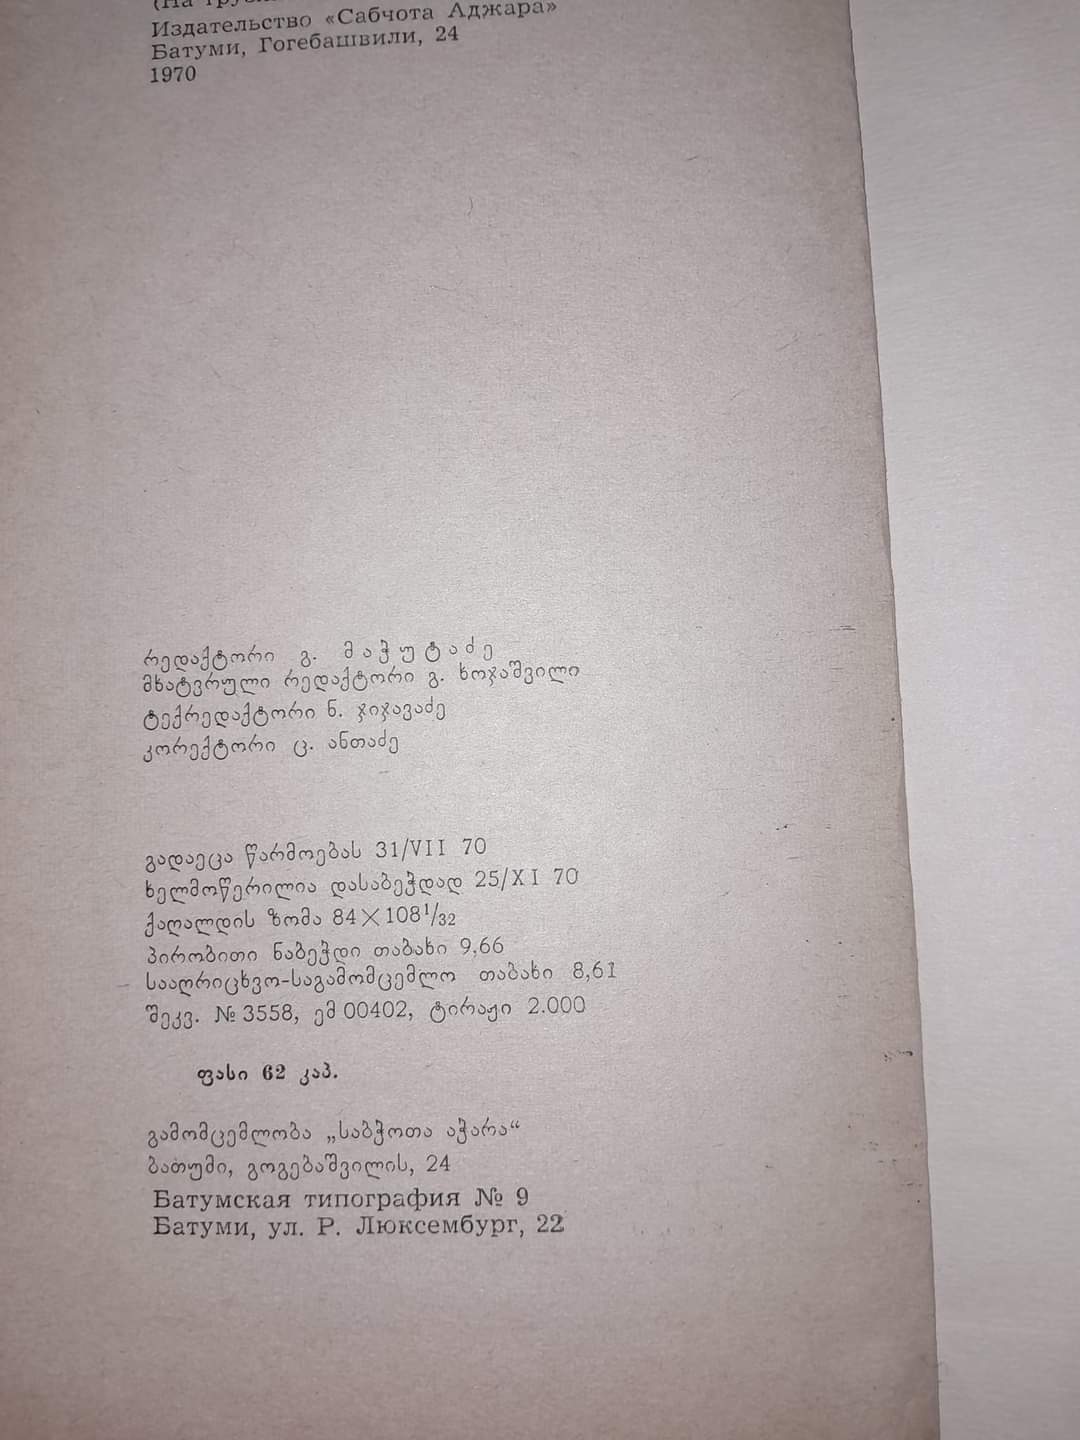 (На
Издательство «Сабчота Аджара»
Батуми, Гогебашвили, 24
1970
რედაქტორი გ. მ ა ჭ უ ტ ა ძ ე
მხატვრული რედაქტორი გ. ხოჯაშვილი
ტექრედაქტორი ნ. ჯიჯავაძე
კორექტორი ც. ანთაძე
გადაეცა წარმოებას 31/VII 70
ხელმოწერილია დასაბეჭდად 25/XI 70
ქაღალდის ზომა 84×108¹/₃₂
პირობითი ნაბეჭდი თაბახი 9,66
სააღრიცხვო-საგამომცემლო თაბახი 8,61
შეკვ. № 3558, ემ 00402, ტირაჟი 2.000
ფასი 62 კაპ.
გამომცემლობა „საბჭოთა აჭარა“
ბათუმი, გოგებაშვილის, 24
Батумская типография № 9
Батуми, ул. Р. Люксембург, 22